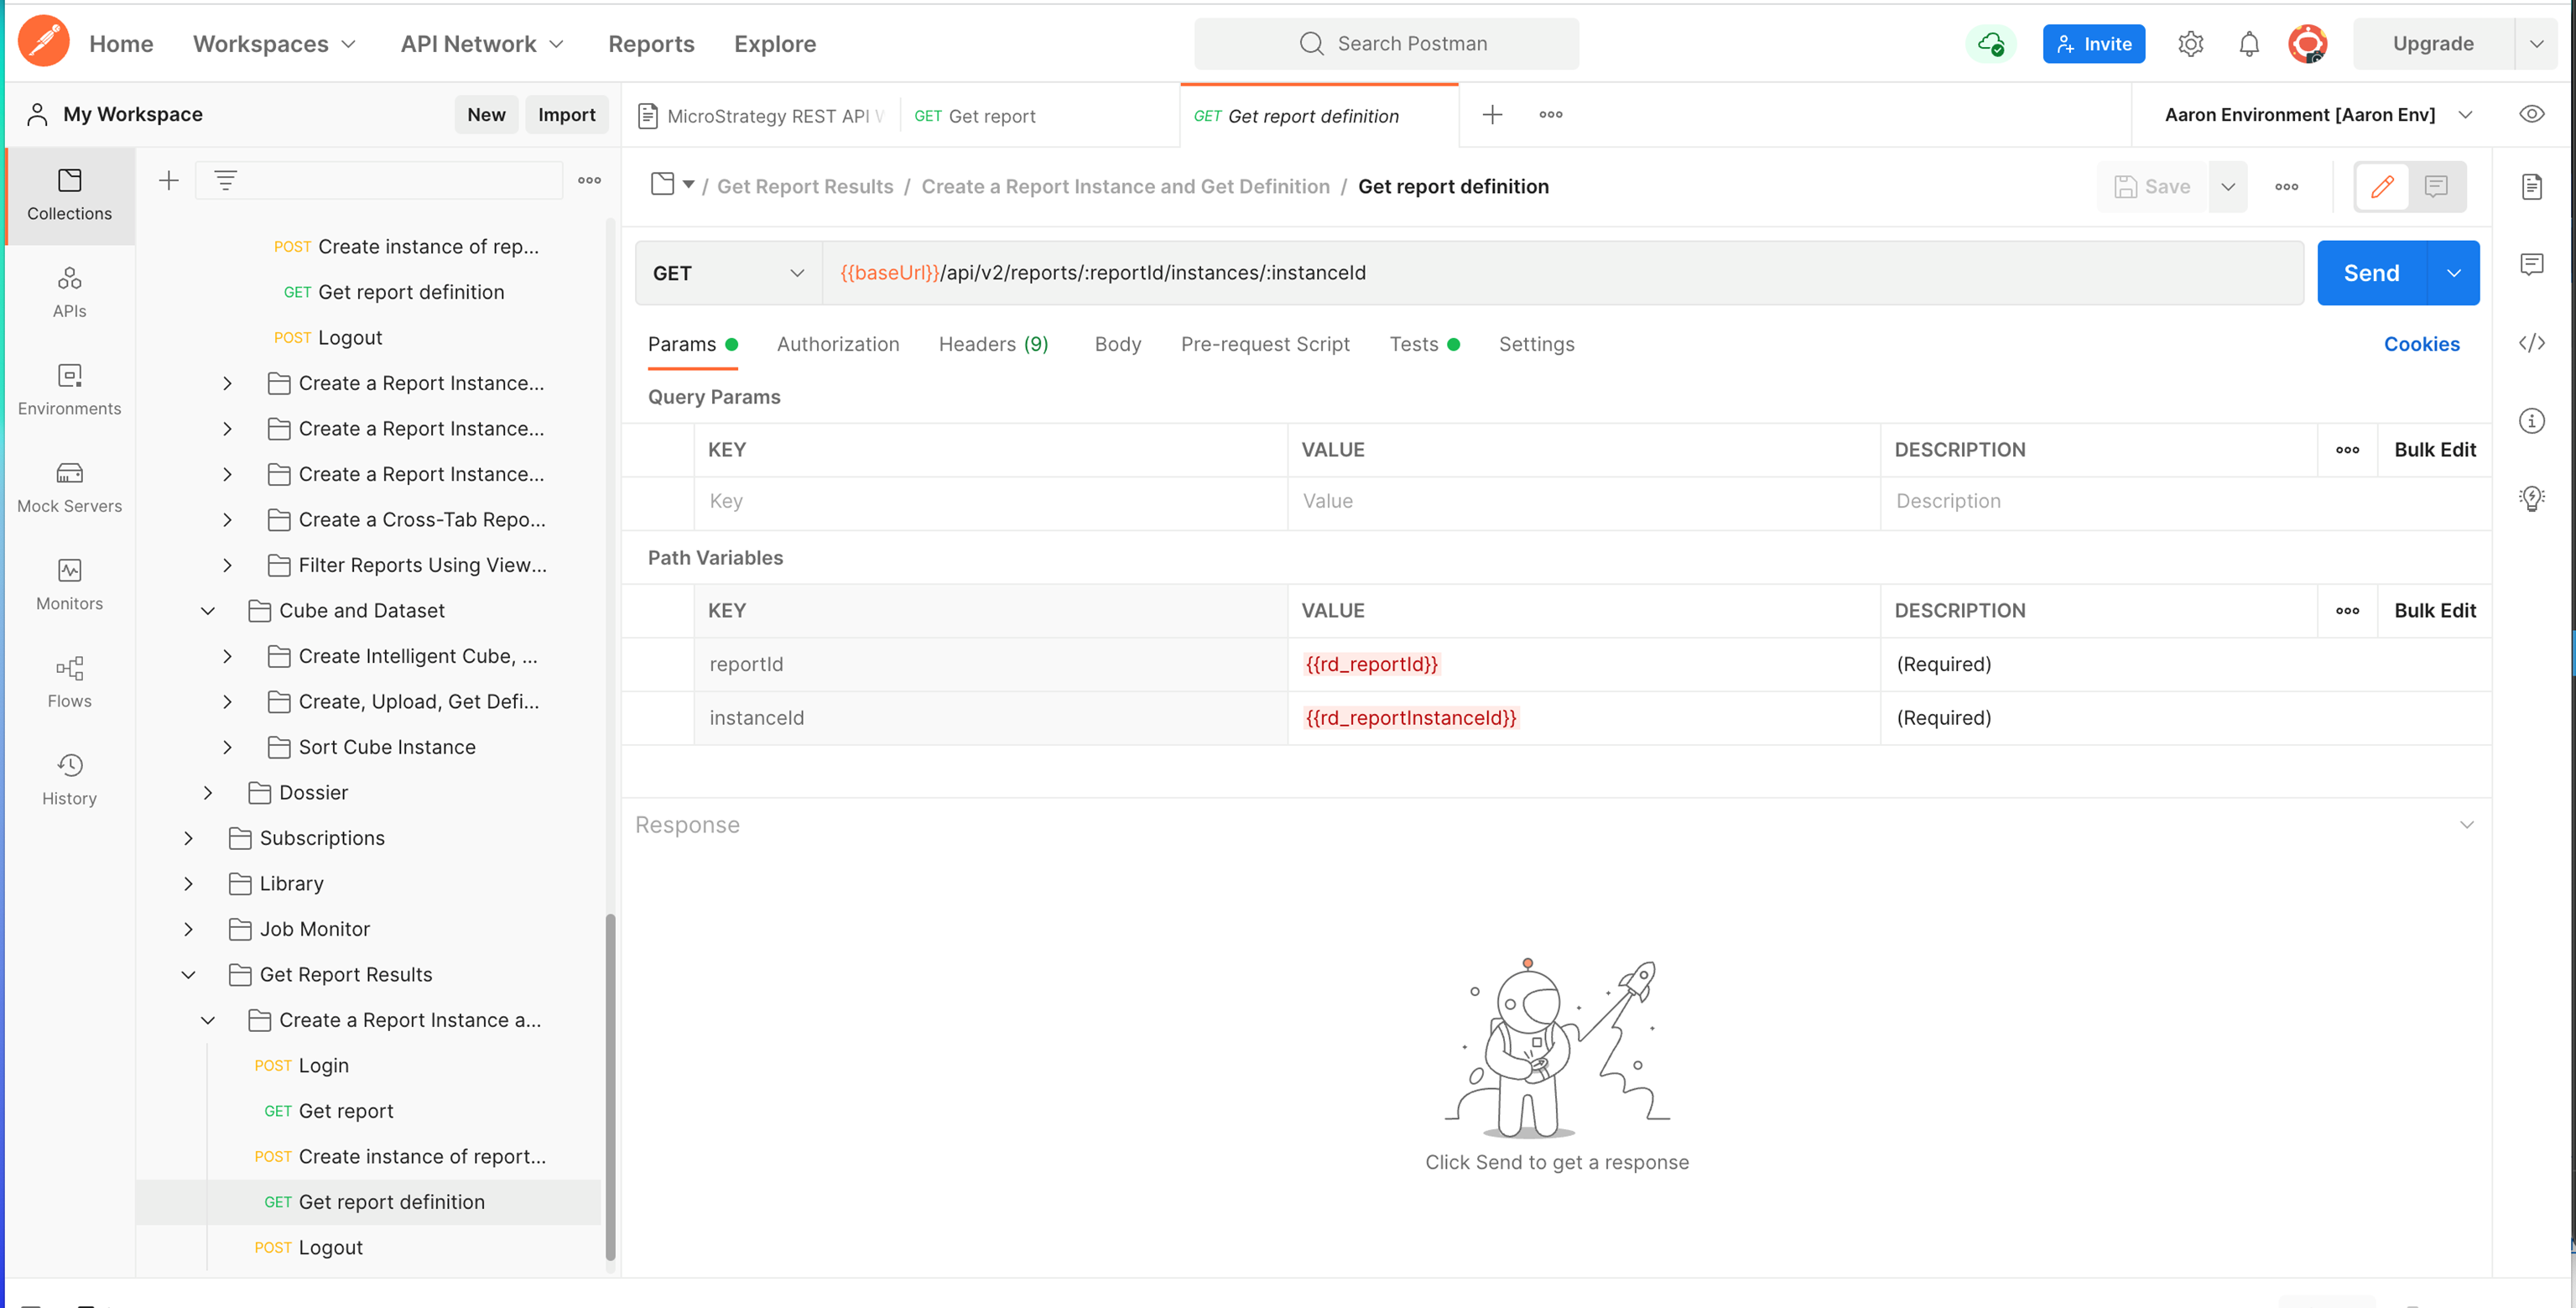 Home Workspaces API Network Reports Explore Search Postman Invite Upgrade
My Workspace New Import MicroStrategy REST API GET Get report GET Get report definition Aaron Environment [Aaron Env]
Collections
APIs
Environments
Mock Servers
Monitors
Flows
History
POST Create instance of rep...
GET Get report definition
POST Logout
Create a Report Instance...
Create a Report Instance...
Create a Report Instance...
Create a Cross-Tab Repo...
Filter Reports Using View...
Cube and Dataset
Create Intelligent Cube, ...
Create, Upload, Get Defi...
Sort Cube Instance
Dossier
Subscriptions
Library
Job Monitor
Get Report Results
Create a Report Instance a...
POST Login
GET Get report
POST Create instance of report...
GET Get report definition
POST Logout
/ Get Report Results / Create a Report Instance and Get Definition / Get report definition Save
GET {{baseUrl}}/api/v2/reports/:reportId/instances/:instanceId Send
Params Authorization Headers (9) Body Pre-request Script Tests Settings Cookies
Query Params
KEY VALUE DESCRIPTION Bulk Edit
Key Value Description
Path Variables
KEY VALUE DESCRIPTION Bulk Edit
reportId {{rd_reportId}} (Required)
instanceId {{rd_reportInstanceId}} (Required)
Response
Click Send to get a response